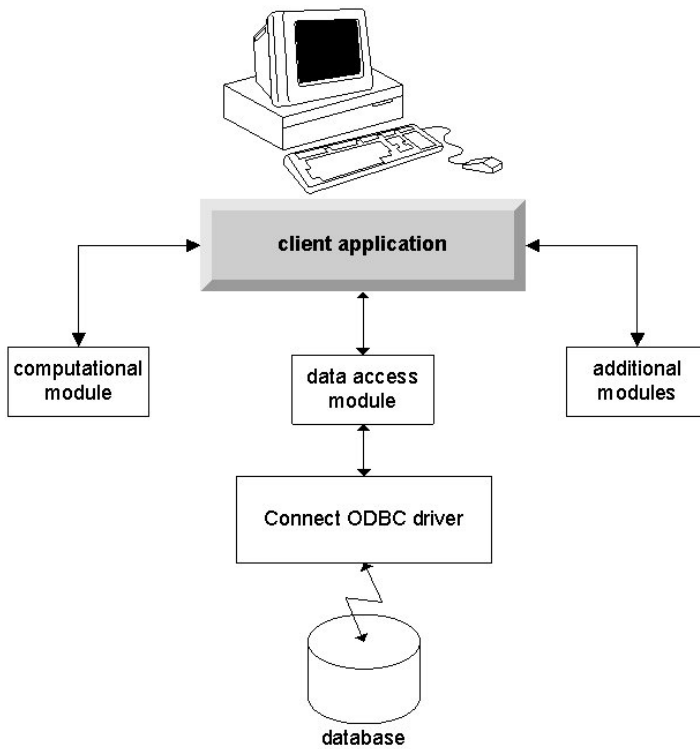 client application
computational
module
data access
module
additional
modules
Connect ODBC driver
database